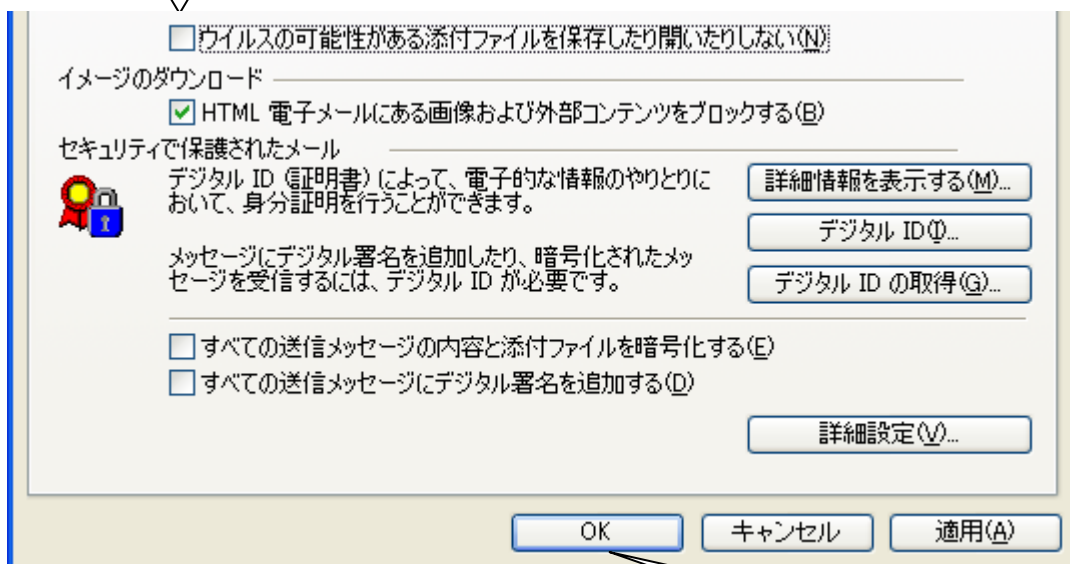 ウイルスの可能性がある添付ファイルを保存したり開いたりしない(N)
イメージのダウンロード
HTML 電子メールにある画像および外部コンテンツをブロックする(B)
セキュリティで保護されたメール
デジタル ID (証明書) によって、電子的な情報のやりとりに
おいて、身分証明を行うことができます。
詳細情報を表示する(M)...
デジタル ID(I)...
メッセージにデジタル署名を追加したり、暗号化されたメッ
セージを受信するには、デジタル ID が必要です。
デジタル ID の取得(G)...
すべての送信メッセージの内容と添付ファイルを暗号化する(E)
すべての送信メッセージにデジタル署名を追加する(D)
詳細設定(V)...
OK
キャンセル
適用(A)